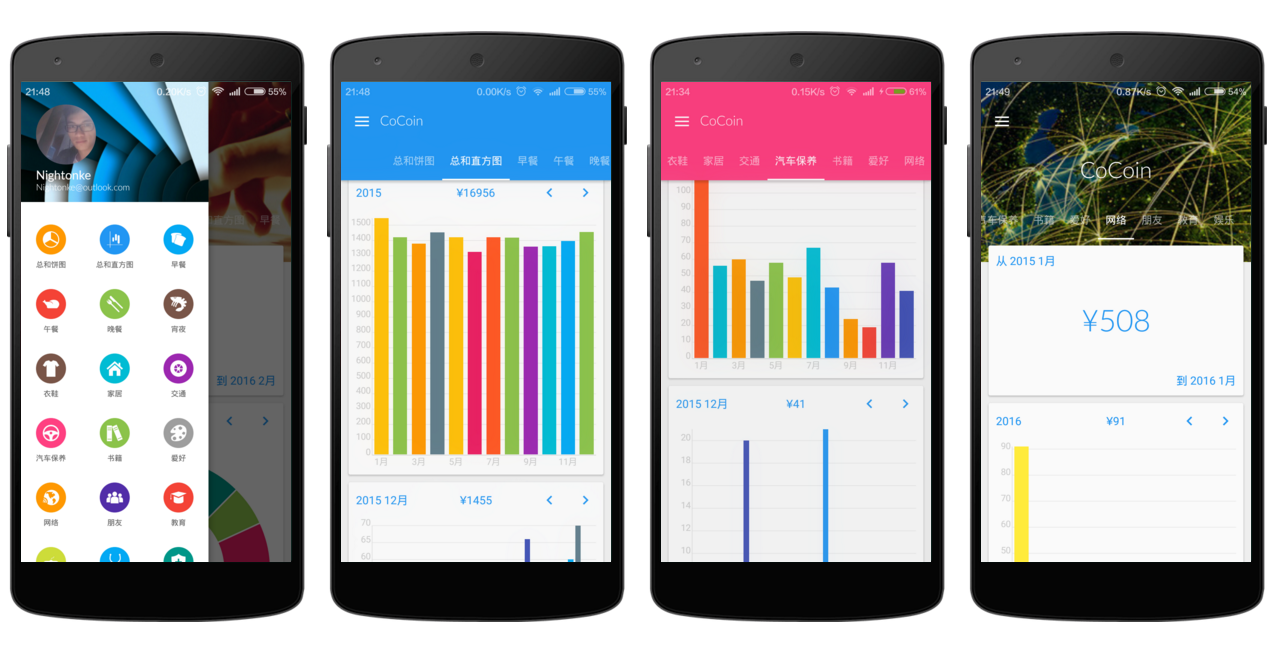 21:48
0.20K/s
55%
Nightonke
Nightonke@outlook.com
直方图
早餐
总和饼图
总和直方图
早餐
午餐
晚餐
宵夜
衣鞋
家居
交通
到 2016 2月
汽车保养
书籍
爱好
网络
朋友
教育
21:48
0.00K/s
55%
CoCoin
总和饼图
总和直方图
早餐
午餐
晚餐
2015
¥16956
1500
1400
1300
1200
1100
1000
900
800
700
600
500
400
300
200
100
0
1月
3月
5月
7月
9月
11月
2015 12月
¥1455
70
65
60
21:34
0.15K/s
61%
CoCoin
衣鞋
家居
交通
汽车保养
书籍
爱好
网络
100
90
80
70
60
50
40
30
20
10
0
1月
3月
5月
7月
9月
11月
2015 12月
¥41
20
18
16
14
12
10
21:49
0.87K/s
54%
CoCoin
车保养
书籍
爱好
网络
朋友
教育
娱乐
从 2015 1月
¥508
到 2016 1月
2016
¥91
90
80
70
60
50